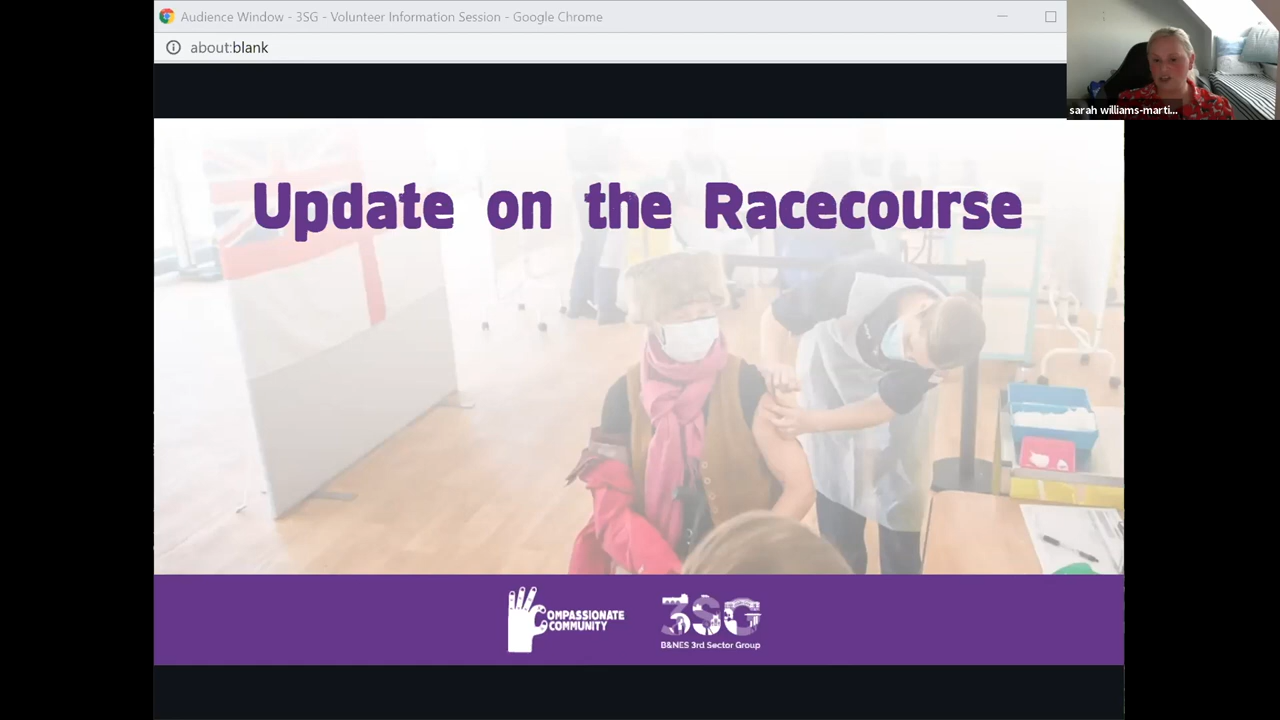 Audience Window - 3SG - Volunteer Information Session - Google Chrome
about:blank
sarah williams-marti...
Update on the Racecourse
COMPASSIONATE
COMMUNITY
3SG
B&NES 3rd Sector Group